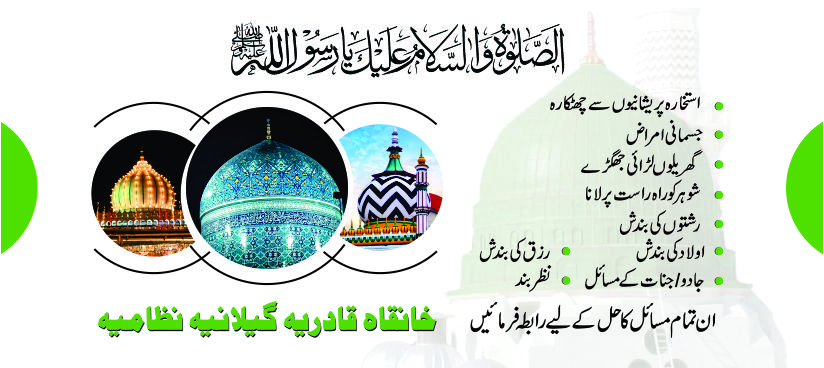 الصلوٰۃ والسلام علیک یا رسول اللہ ﷺ
استخارہ پریشانیوں سے چھٹکارہ
جسمانی امراض
گھریلوں لڑائی جھگڑے
شوہر کو راہ راست پر لانا
رشتوں کی بندش
اولاد کی بندش
رزق کی بندش
جادو/جنات کے مسائل
نظر بند
ان تمام مسائل کا حل کے لیے رابطہ فرمائیں
خانقاہ قادریہ گیلانیہ نظامیہ